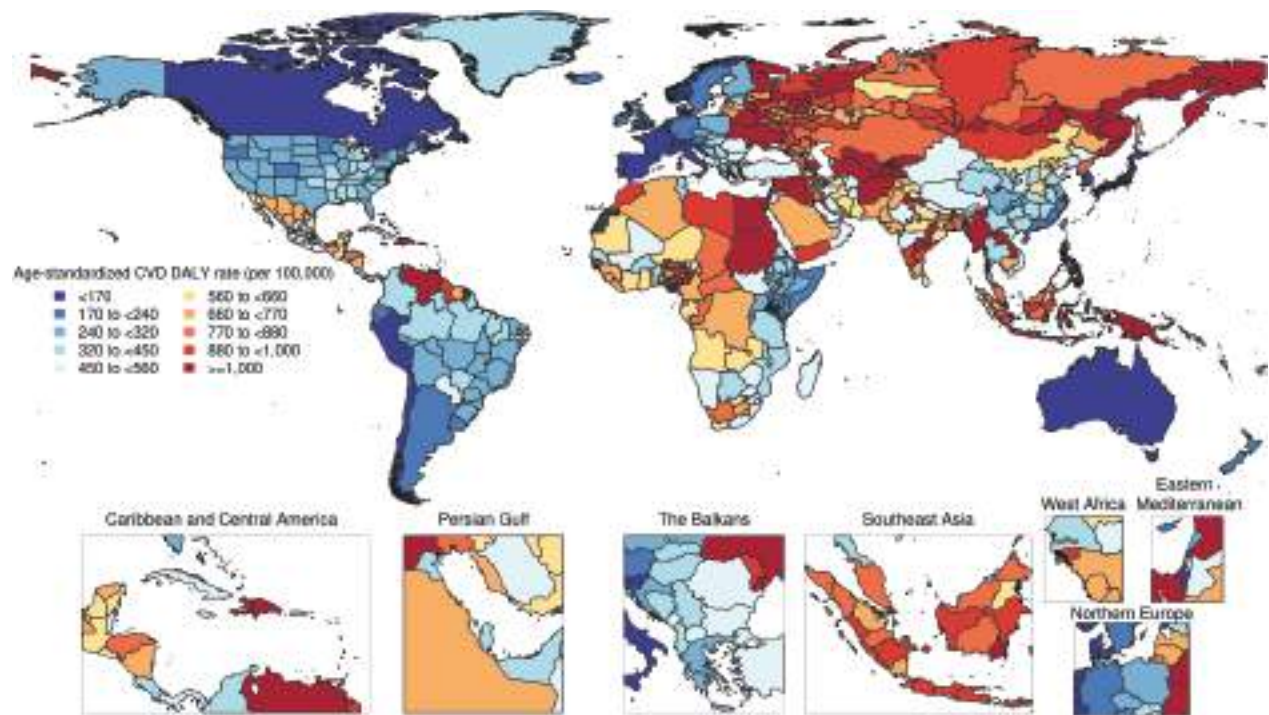 Age-standardized CVD DALY rate (per 100,000)
<170
170 to <240
240 to <320
320 to <450
450 to <560
560 to <660
660 to <770
770 to <880
880 to <1,000
>=1,000
Caribbean and Central America
Persian Gulf
The Balkans
Southeast Asia
West Africa
Eastern
Mediterranean
Northern Europe